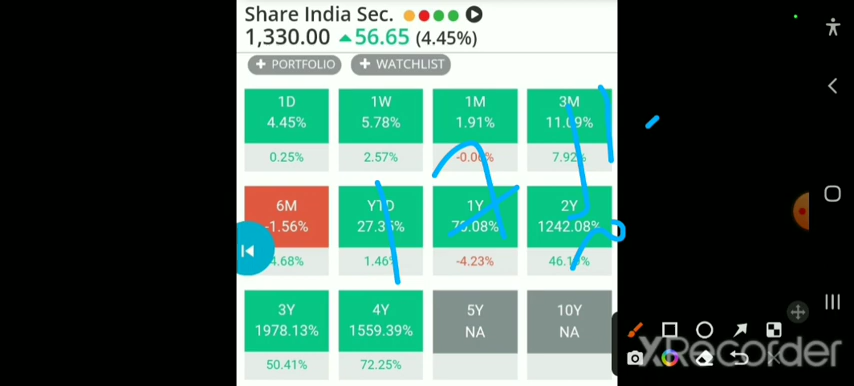 Share India Sec.
1,330.00 ▲56.65 (4.45%)
+ PORTFOLIO + WATCHLIST
1D 1W 1M 3M
4.45% 5.78% 1.91% 11.09%
0.25% 2.57% 7.92%
6M YTD 1Y 2Y
-1.56% 1242.08%
1.46% -4.23%
3Y 4Y 5Y 10Y
1978.13% 1559.39% NA NA
50.41% 72.25%
XRecorder